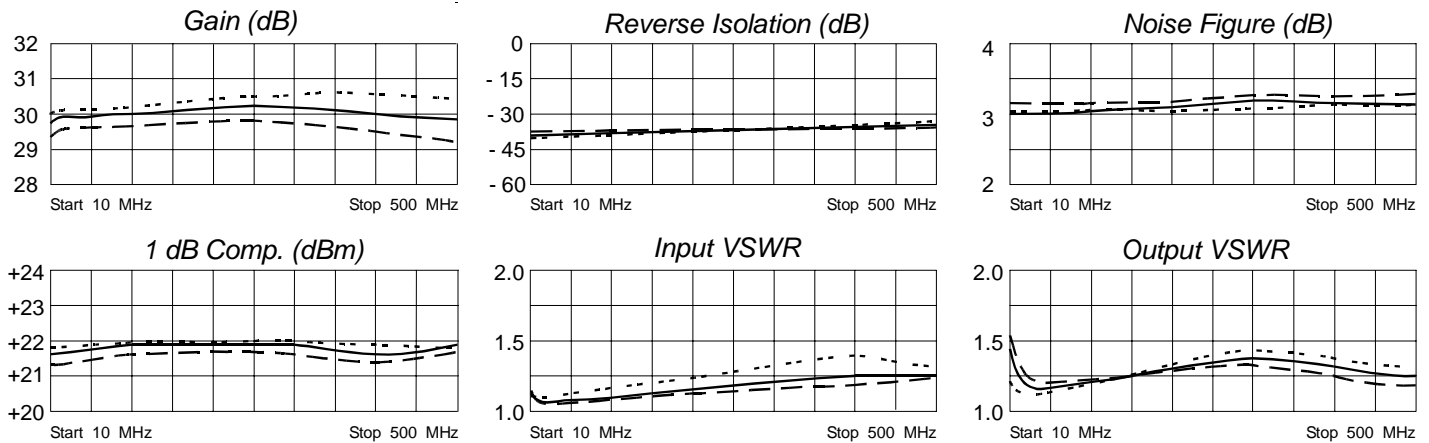 Gain (dB)
32
31
30
29
28
Start 10 MHz
Stop 500 MHz
Reverse Isolation (dB)
0
- 15
- 30
- 45
- 60
Start 10 MHz
Stop 500 MHz
Noise Figure (dB)
4
3
2
Start 10 MHz
Stop 500 MHz
1 dB Comp. (dBm)
+24
+22
+21
+20
Start 10 MHz
Stop 500 MHz
Input VSWR
2.0
1.5
1.0
Start 10 MHz
Stop 500 MHz
Output VSWR
2.0
1.5
1.0
Start 10 MHz
Stop 500 MHz